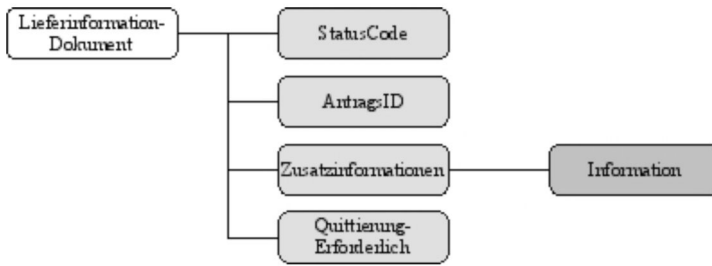 Lieferinformation-
Dokument
StatusCode
AntragsID
Zusatzinformationen
Information
Quittierung-
Erforderlich